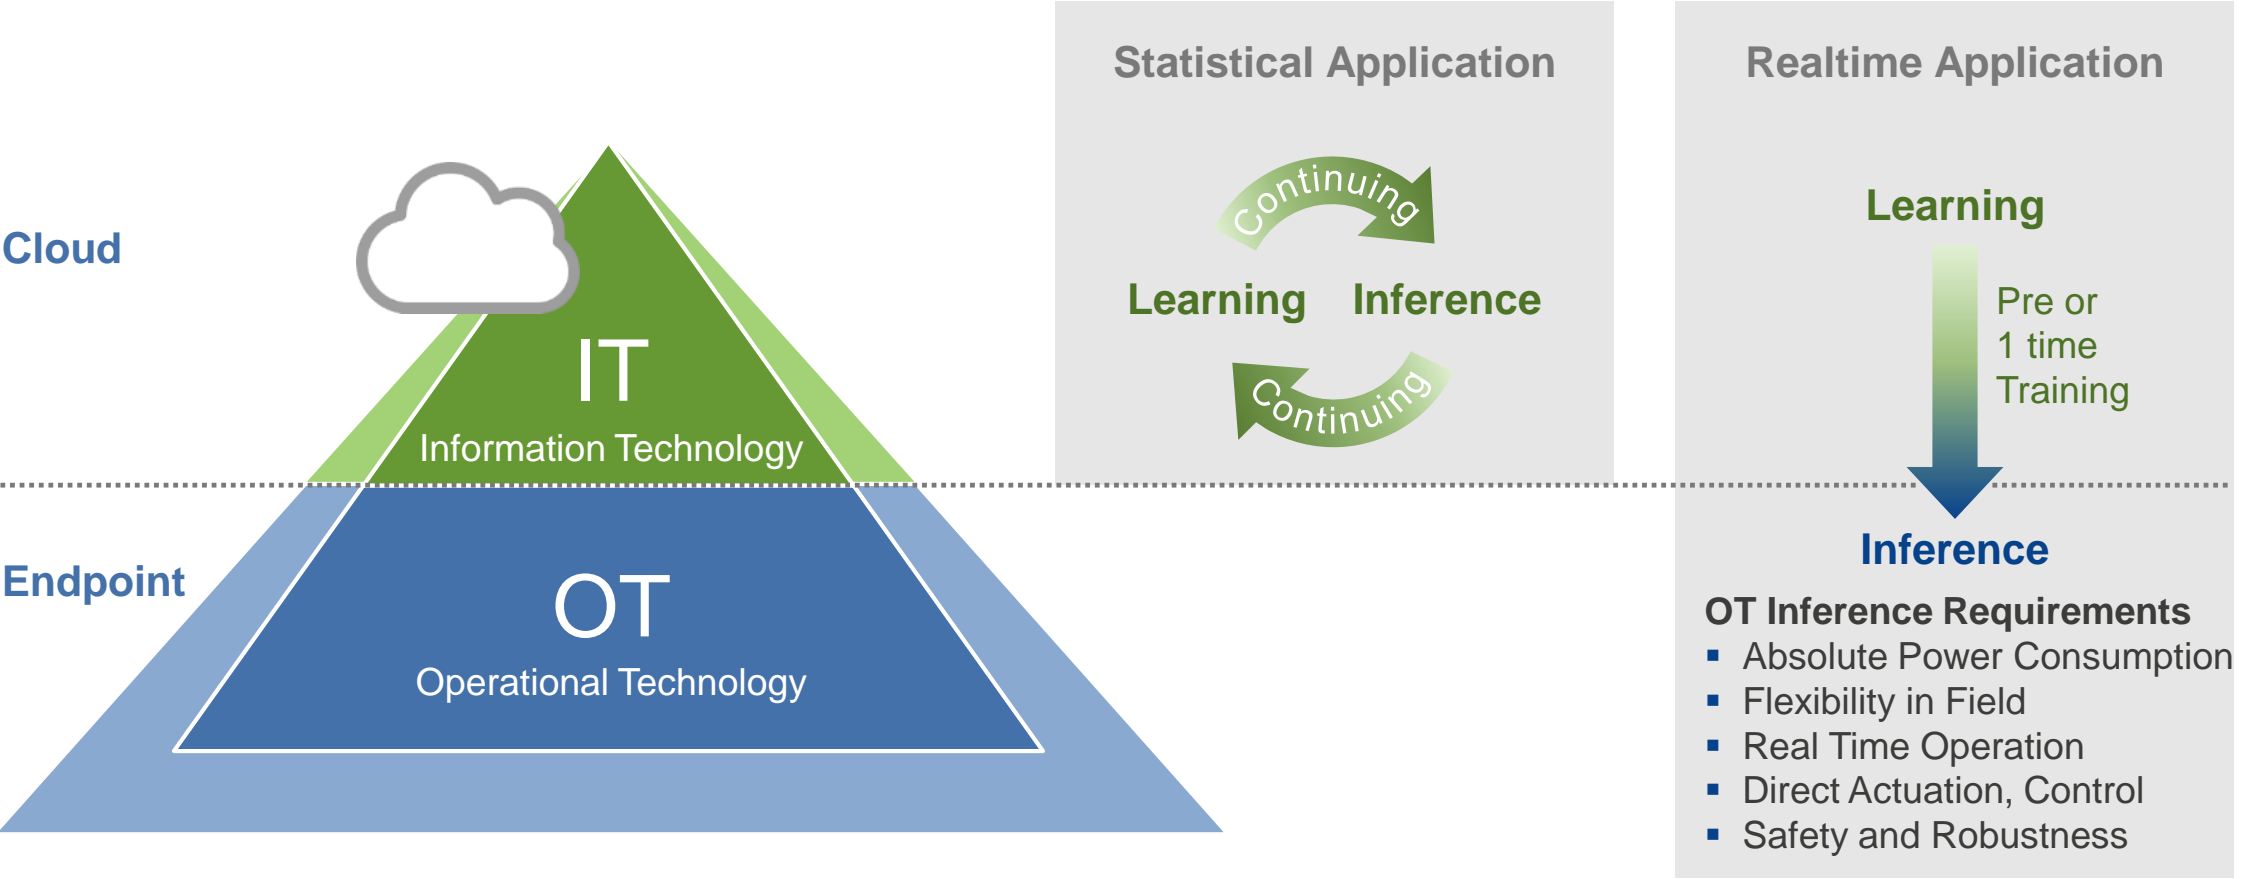 Cloud
Endpoint
IT
Information Technology
OT
Operational Technology
Statistical Application
Continuing
Learning Inference
Continuing
Realtime Application
Learning
Pre or
1 time
Training
Inference
OT Inference Requirements
▪ Absolute Power Consumption
▪ Flexibility in Field
▪ Real Time Operation
▪ Direct Actuation, Control
▪ Safety and Robustness